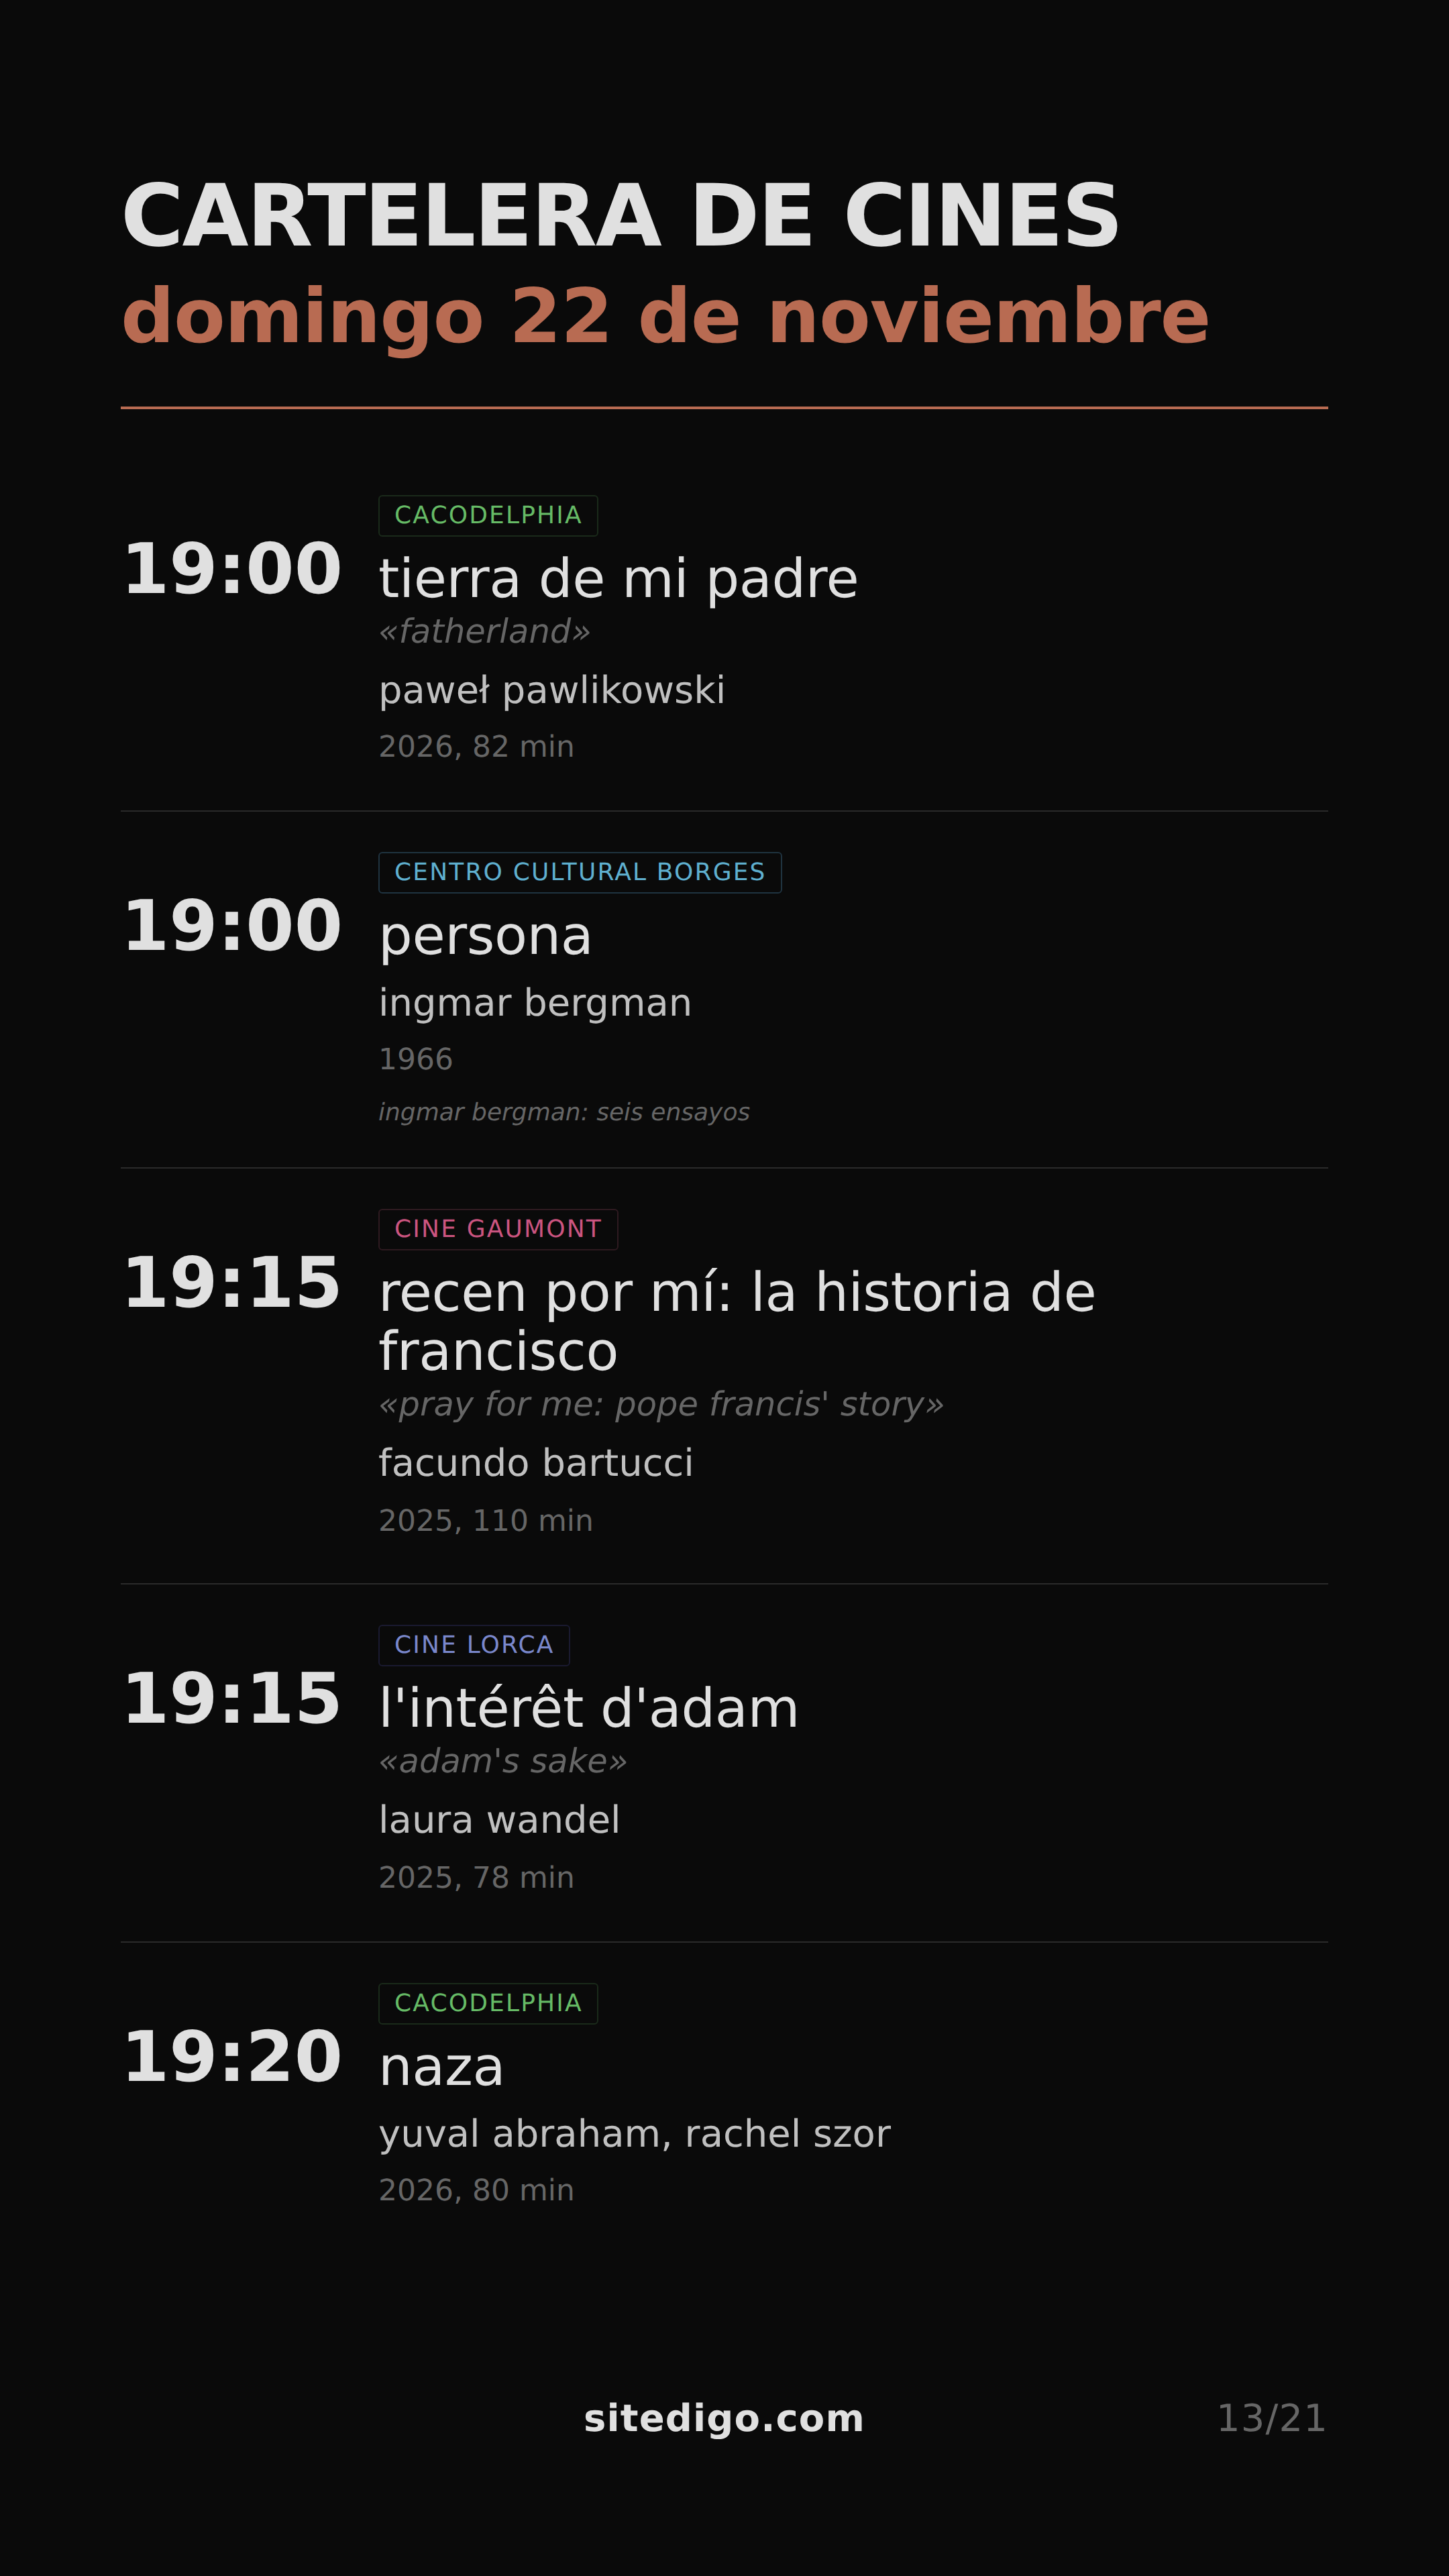 CARTELERA DE CINES
domingo 22 de noviembre
CACODELPHIA
19:00
tierra de mi padre
«fatherland»
paweł pawlikowski
2026, 82 min
CENTRO CULTURAL BORGES
19:00
persona
ingmar bergman
1966
ingmar bergman: seis ensayos
CINE GAUMONT
19:15
recen por mí: la historia de
francisco
«pray for me: pope francis' story»
facundo bartucci
2025, 110 min
CINE LORCA
19:15
l'intérêt d'adam
«adam's sake»
laura wandel
2025, 78 min
CACODELPHIA
19:20
naza
yuval abraham, rachel szor
2026, 80 min
sitedigo.com
13/21